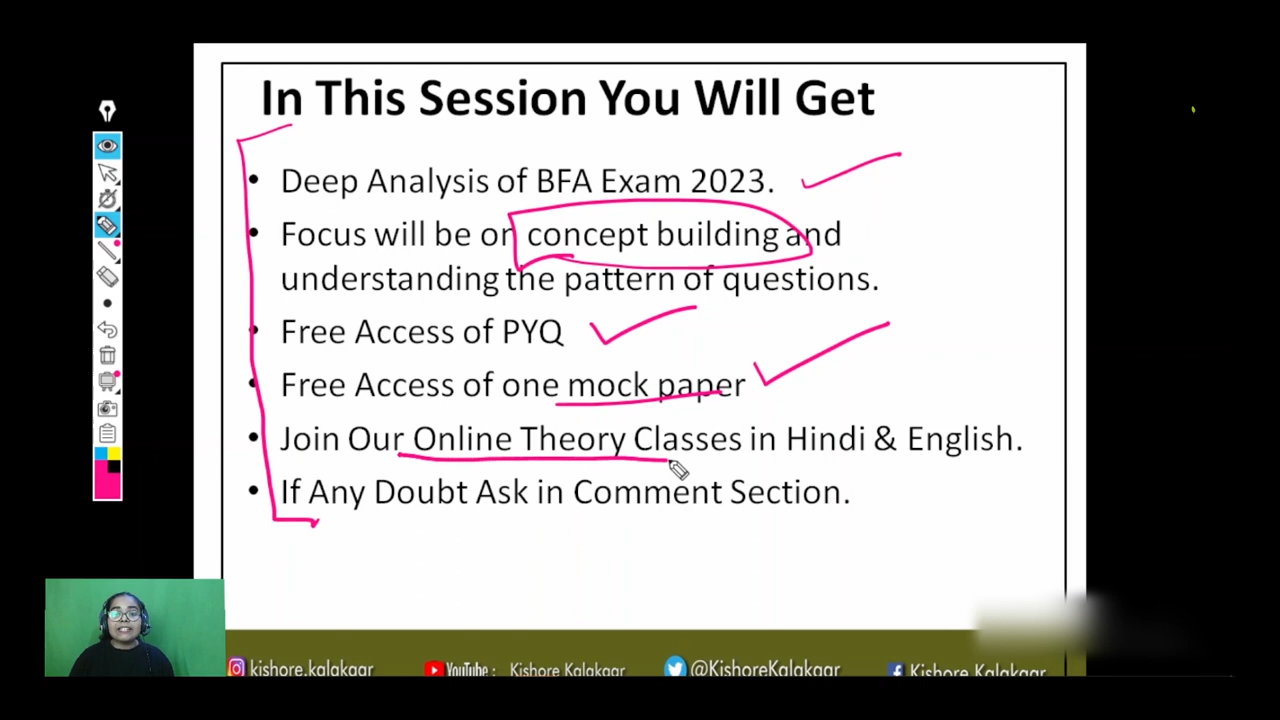 In This Session You Will Get
• Deep Analysis of BFA Exam 2023.
• Focus will be on concept building and
understanding the pattern of questions.
• Free Access of PYQ
• Free Access of one mock paper
• Join Our Online Theory Classes in Hindi & English.
• If Any Doubt Ask in Comment Section.
kishore.kalakaar YouTube : Kishore Kalakaar @KishoreKalakaar Kishore Kalakaar